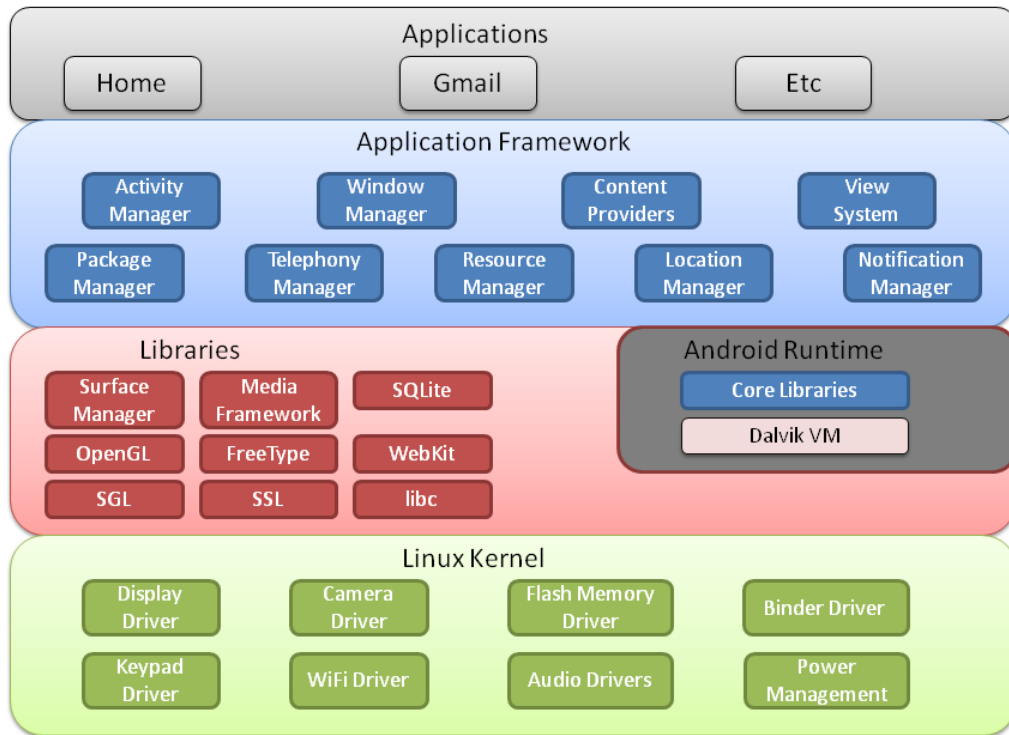 Applications
Home
Gmail
Etc
Application Framework
Activity
Manager
Window
Manager
Content
Providers
View
System
Package
Manager
Telephony
Manager
Resource
Manager
Location
Manager
Notification
Manager
Libraries
Surface
Manager
Media
Framework
SQLite
OpenGL
FreeType
WebKit
SGL
SSL
libc
Android Runtime
Core Libraries
Dalvik VM
Linux Kernel
Display
Driver
Camera
Driver
Flash Memory
Driver
Binder Driver
Keypad
Driver
WiFi Driver
Audio Drivers
Power
Management